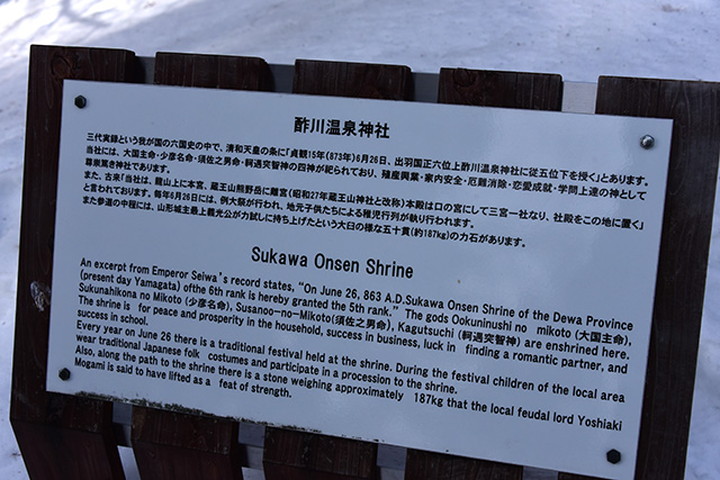 酢川温泉神社
三代実録という我が国の六国史の中で、清和天皇の条に「貞観15年(873年)6月26日、出羽国正六位上酢川温泉神社に従五位下を授く」とあります。
当社には、大国主命・少彦名命・須佐之男命・軻遇突智神の四神が祀られており、殖産興業・家内安全・厄難消除・恋愛成就・学問上達の神として
尊崇篤き神社であります。
また、古来「当社は、龍山上に本宮、蔵王山熊野岳に離宮(昭和27年蔵王山神社と改称)本殿は口の宮にして三宮一社なり、社殿をこの地に置く」
と言われております。毎年6月26日には、例大祭が行われ、地元子供たちによる稚児行列が執り行われます。
また参道の中程には、山形城主最上義光公が力試しに持ち上げたという大臼の様な五十貫(約187kg)の力石があります。
Sukawa Onsen Shrine
An excerpt from Emperor Seiwa's record states, "On June 26, 863 A.D.Sukawa Onsen Shrine of the Dewa Province
(present day Yamagata) ofthe 6th rank is hereby granted the 5th rank." The gods Ookuninushi no mikoto (大国主命),
Sukunahikona no Mikoto (少彦名命), Susanoo-no-Mikoto(須佐之男命), Kagutsuchi (軻遇突智神) are enshrined here.
The shrine is for peace and prosperity in the household, success in business, luck in finding a romantic partner, and
success in school.
Every year on June 26 there is a traditional festival held at the shrine. During the festival children of the local area
wear traditional Japanese folk costumes and participate in a procession to the shrine.
Also, along the path to the shrine there is a stone weighing approximately 187kg that the local feudal lord Yoshiaki
Mogami is said to have lifted as a feat of strength.